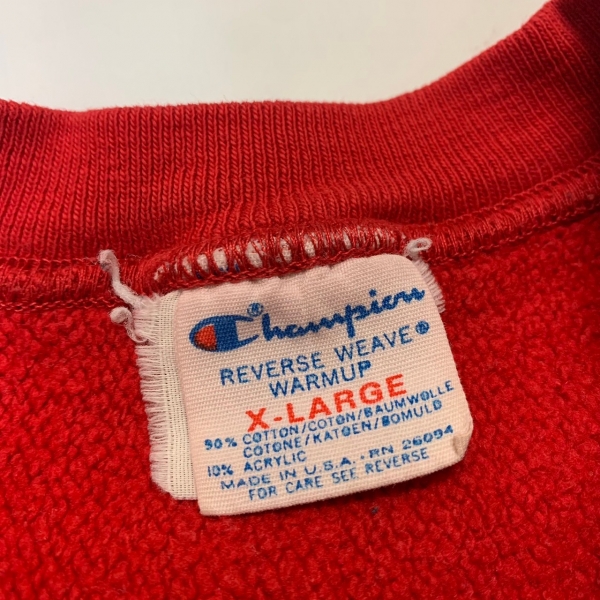 Champion®
REVERSE WEAVE®
WARMUP
X-LARGE
90% COTTON/COTON/BAUMWOLLE
COTONE/KATOEN/BOMULD
10% ACRYLIC
MADE IN U.S.A.-RN 26094
FOR CARE SEE REVERSE